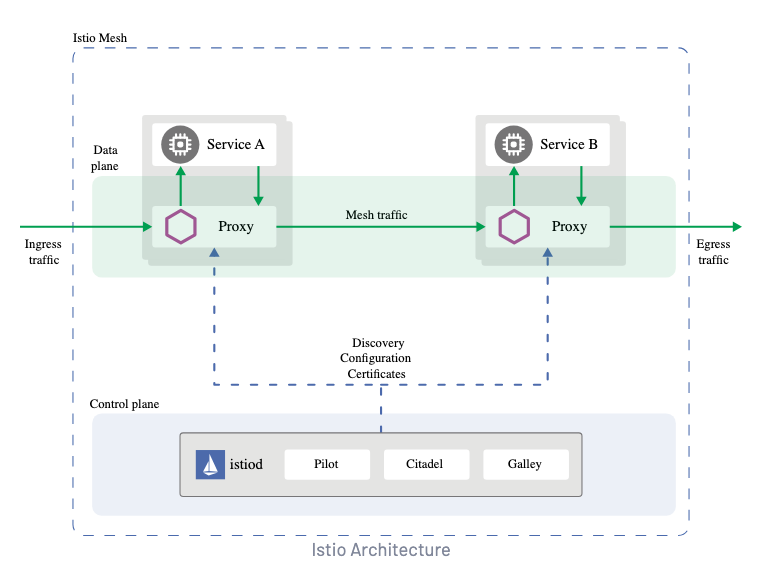 Istio Mesh
Service A
Service B
Data
plane
Mesh traffic
Proxy
Proxy
Ingress
traffic
Egress
traffic
Discovery
Configuration
Certificates
Control plane
istiod
Pilot
Citadel
Galley
Istio Architecture